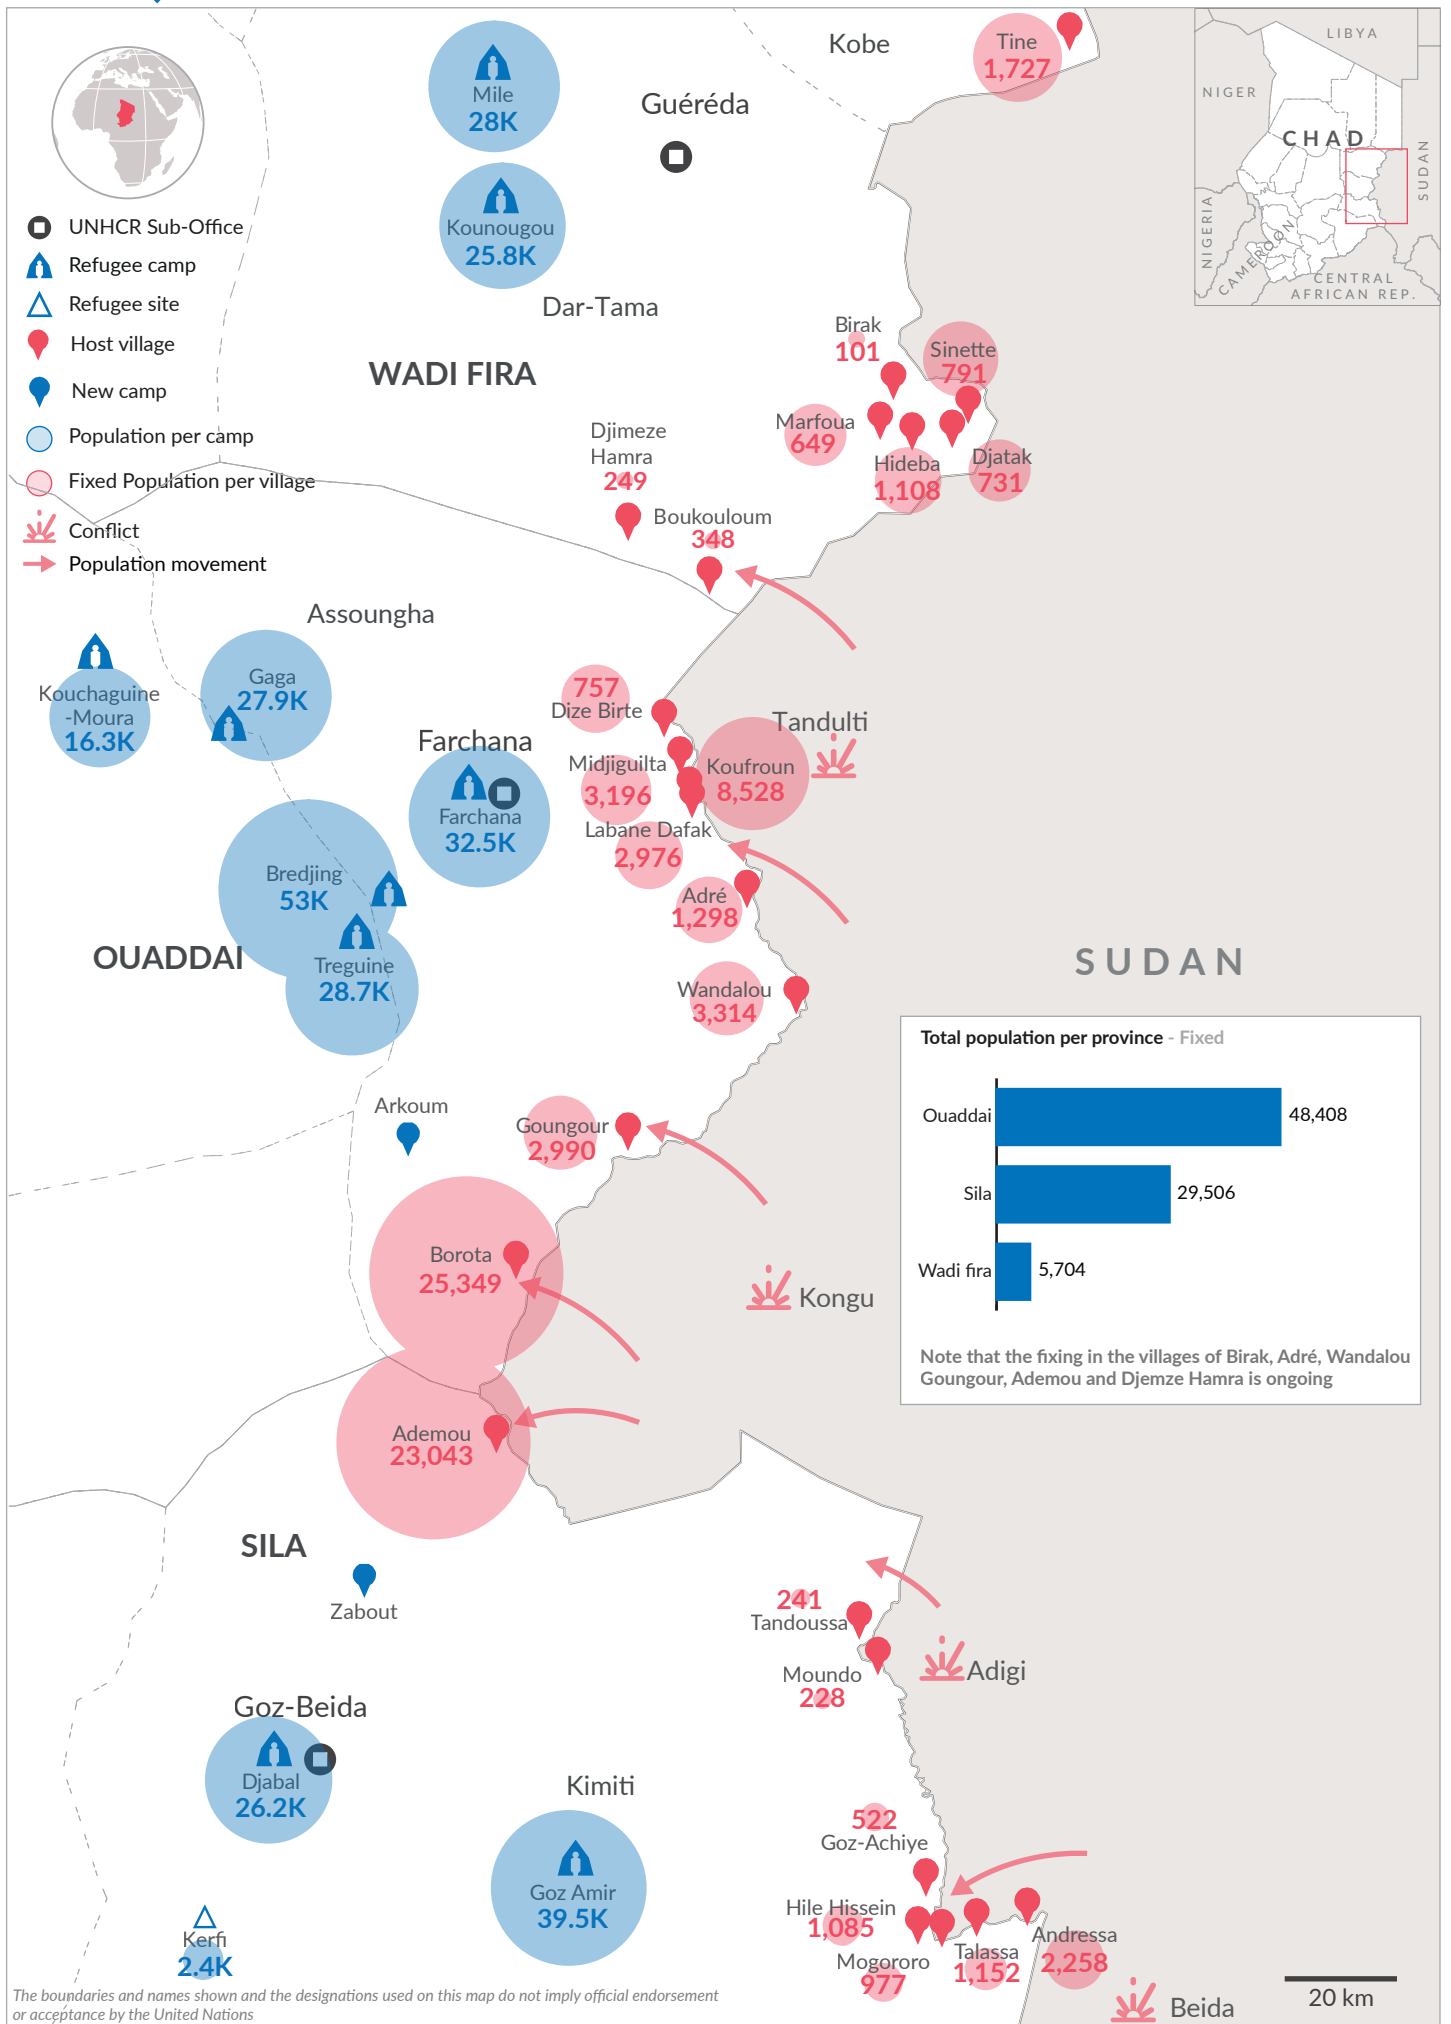 Kobe
Tine
1,727
Mile
28K
Guéréda
Kounougou
25.8K
Dar-Tama
WADI FIRA
LIBYA
NIGER
CHAD
SUDAN
NIGERIA
CAMEROON
CENTRAL
AFRICAN REP.
UNHCR Sub-Office
Refugee camp
Refugee site
Host village
New camp
Population per camp
Fixed Population per village
Conflict
Population movement
Birak
101
Sinette
791
Marfoua
649
Hideba
1,108
Djatak
731
Djimeze
Hamra
249
Boukouloum
348
Assoungha
Kouchaguine
-Moura
16.3K
Gaga
27.9K
Farchana
Farchana
32.5K
757
Dize Birte
Tandulti
Midjiguilta
3,196
Koufroun
8,528
Labane Dafak
2,976
Bredjing
53K
Adré
1,298
OUADDAI
Treguine
28.7K
Wandalou
3,314
SUDAN
Arkoum
Goungour
2,990
Borota
25,349
Kongu
Total population per province - Fixed
Ouaddai
48,408
Sila
29,506
Wadi fira
5,704
Note that the fixing in the villages of Birak, Adré, Wandalou
Goungour, Ademou and Djemze Hamra is ongoing
Ademou
23,043
SILA
Zabout
241
Tandoussa
Moundo
228
Adigi
Goz-Beida
Djabal
26.2K
Kimiti
Goz Amir
39.5K
522
Goz-Achiye
Hile Hissein
1,085
Mogororo
977
Talassa
1,152
Andressa
2,258
Beida
Kerfi
2.4K
20 km
The boundaries and names shown and the designations used on this map do not imply official endorsement
or acceptance by the United Nations